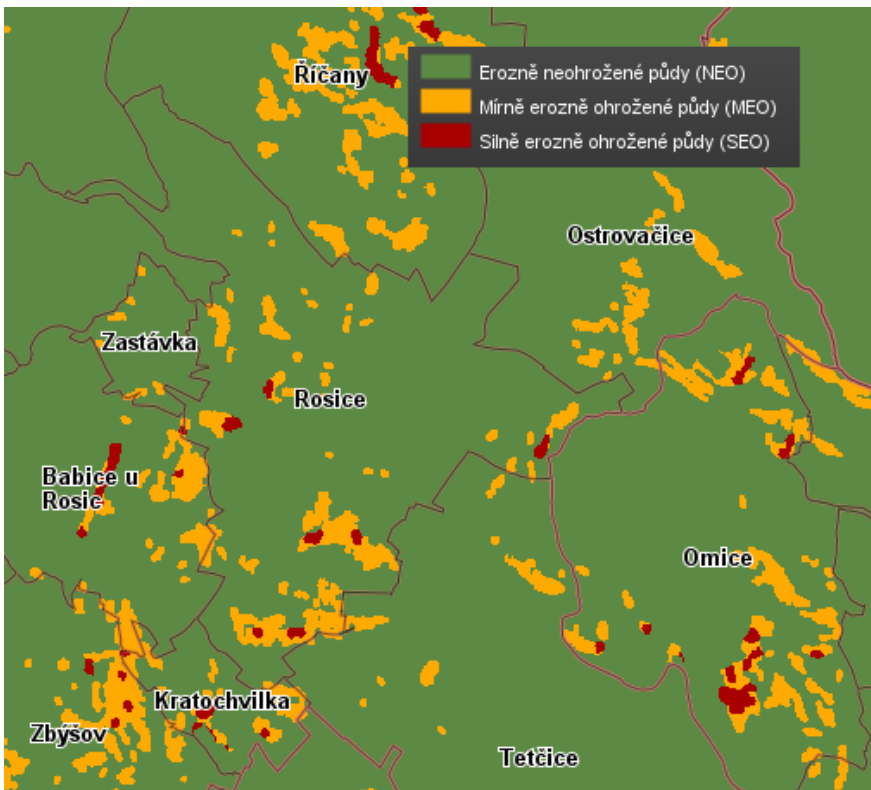 Říčany
Erozně neohrožené půdy (NEO)
Mírně erozně ohrožené půdy (MEO)
Silně erozně ohrožené půdy (SEO)
Ostrovačice
Zastávka
Rosice
Babice u
Rosic
Omice
Kratochvilka
Zbýšov
Tetčice